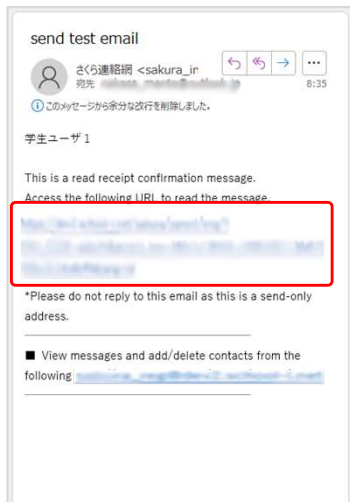 send test email
さくら連絡網 <sakura_ir
宛先
8:35
このメッセージから余分な改行を削除しました。
学生ユーザ 1
This is a read receipt confirmation message.
Access the following URL to read the message.
*Please do not reply to this email as this is a send-only
address.
■ View messages and add/delete contacts from the
following